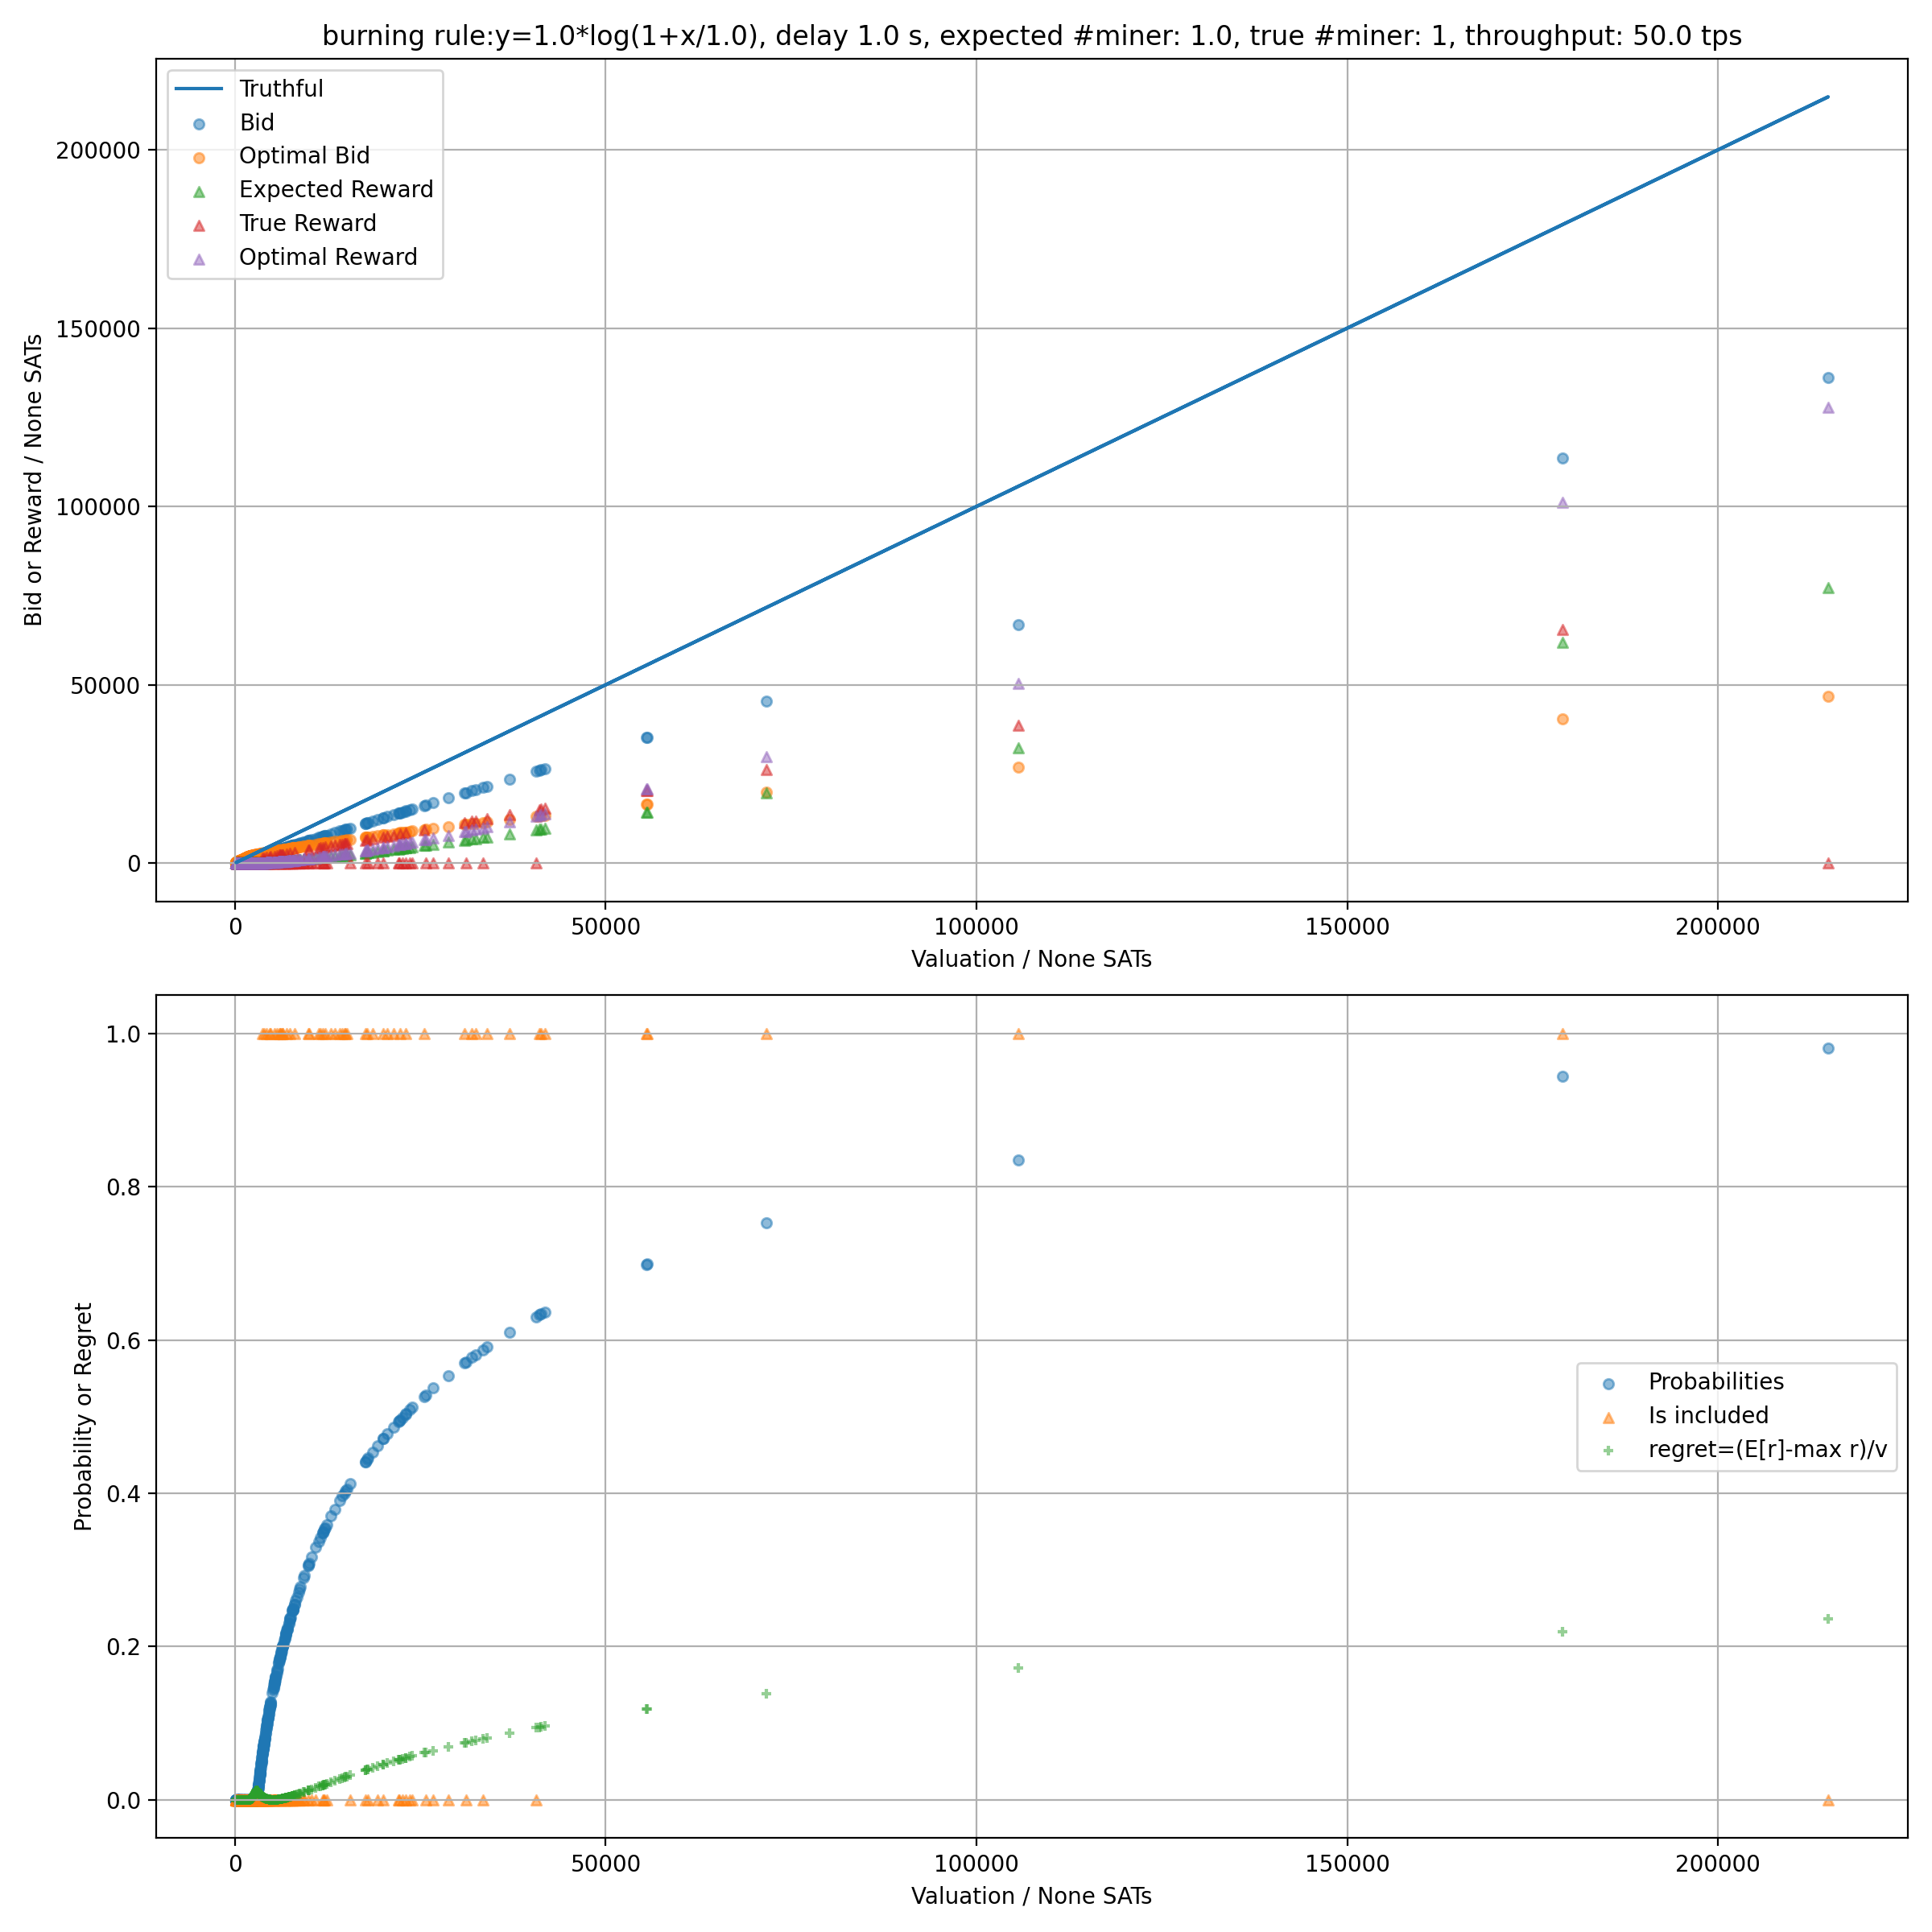 burning rule:y=1.0*log(1+x/1.0), delay 1.0 s, expected #miner: 1.0, true #miner: 1, throughput: 50.0 tps
Truthful
Bid
Optimal Bid
Expected Reward
True Reward
Optimal Reward
Bid or Reward / None SATs
200000
150000
100000
50000
0
0
50000
100000
150000
200000
Valuation / None SATs
Probability or Regret
1.0
0.8
0.6
0.4
0.2
0.0
Probabilities
Is included
regret=(E[r]-max r)/v
0
50000
100000
150000
200000
Valuation / None SATs